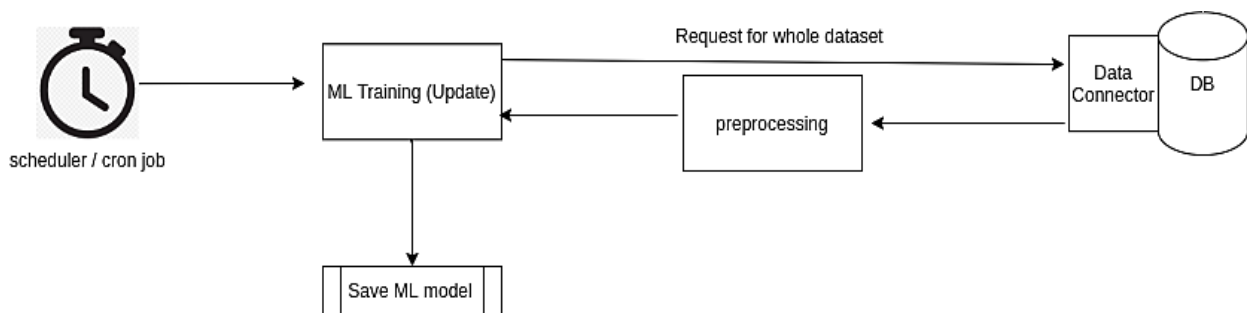 Request for whole dataset
ML Training (Update)
Data
Connector
DB
preprocessing
scheduler / cron job
Save ML model